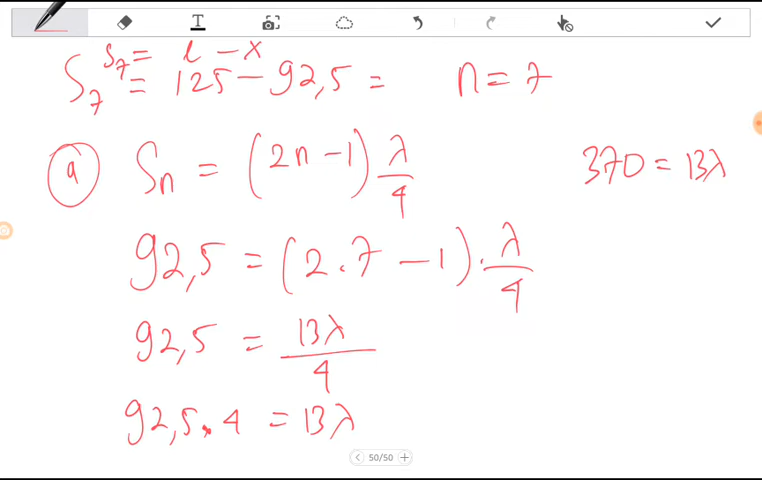 S₇ = l - x
S₇ = 125 - 92,5 =
n = 7
a Sₙ = (2n - 1) λ/4
370 = 13λ
92,5 = (2.7 - 1) . λ/4
92,5 = 13λ/4
92,5 . 4 = 13λ
50/50